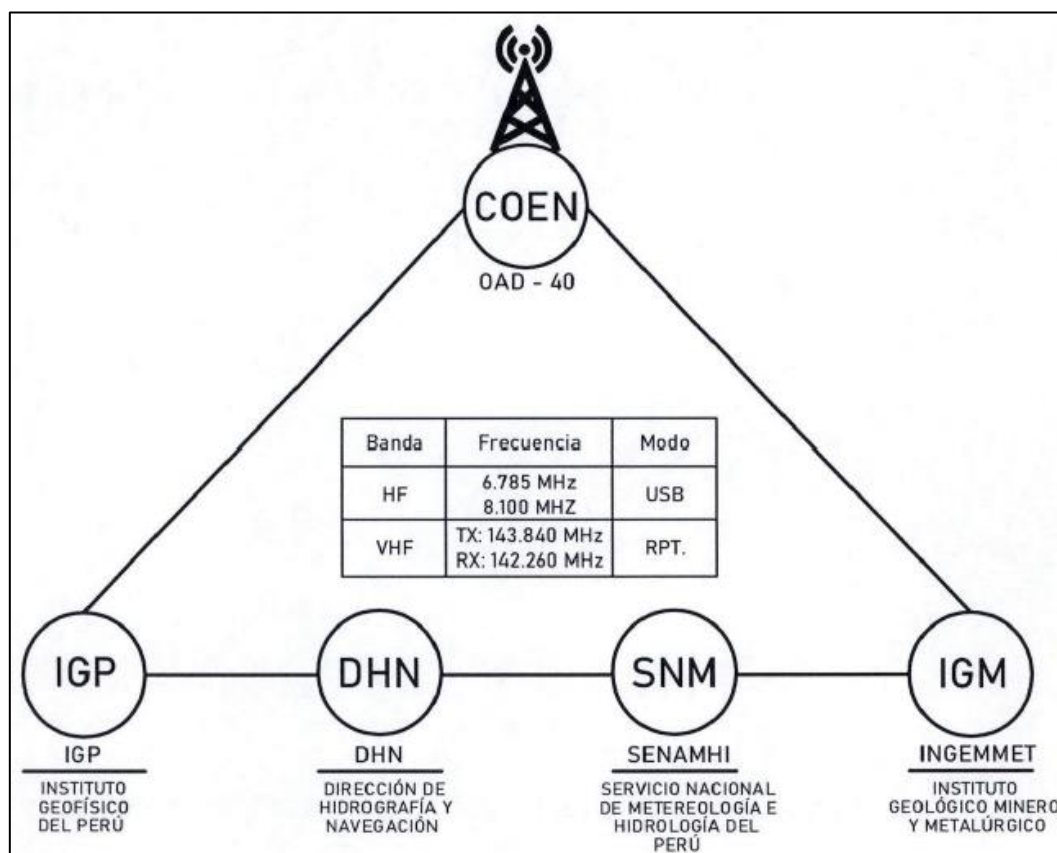 COEN
OAD - 40
Banda Frecuencia Modo
HF 6.785 MHz USB
8.100 MHZ
VHF TX: 143.840 MHz RPT.
RX: 142.260 MHz
IGP DHN SNM IGM
IGP
INSTITUTO
GEOFÍSICO
DEL PERÚ
DHN
DIRECCIÓN DE
HIDROGRAFÍA Y
NAVEGACIÓN
SENAMHI
SERVICIO NACIONAL
DE METEREOLOGÍA E
HIDROLOGÍA DEL
PERÚ
INGEMMET
INSTITUTO
GEOLÓGICO MINERO
Y METALÚRGICO